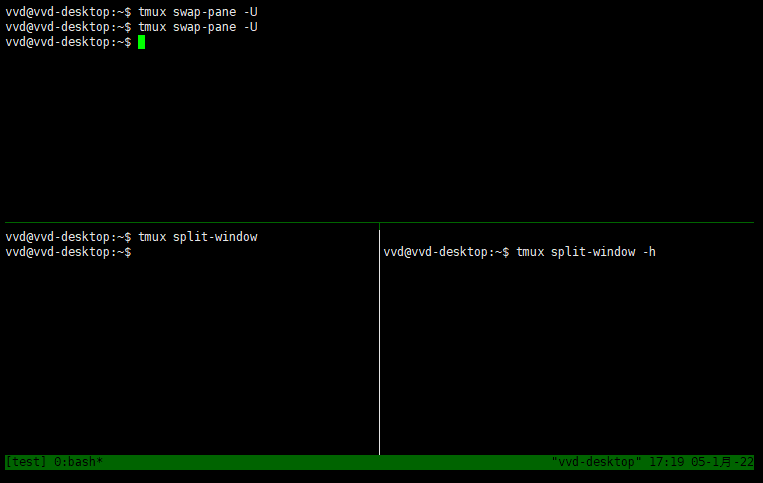 vvd@vvd-desktop:~$ tmux swap-pane -U
vvd@vvd-desktop:~$ tmux swap-pane -U
vvd@vvd-desktop:~$
vvd@vvd-desktop:~$ tmux split-window
vvd@vvd-desktop:~$
vvd@vvd-desktop:~$ tmux split-window -h
[test] 0:bash* "vvd-desktop" 17:19 05-1月-22